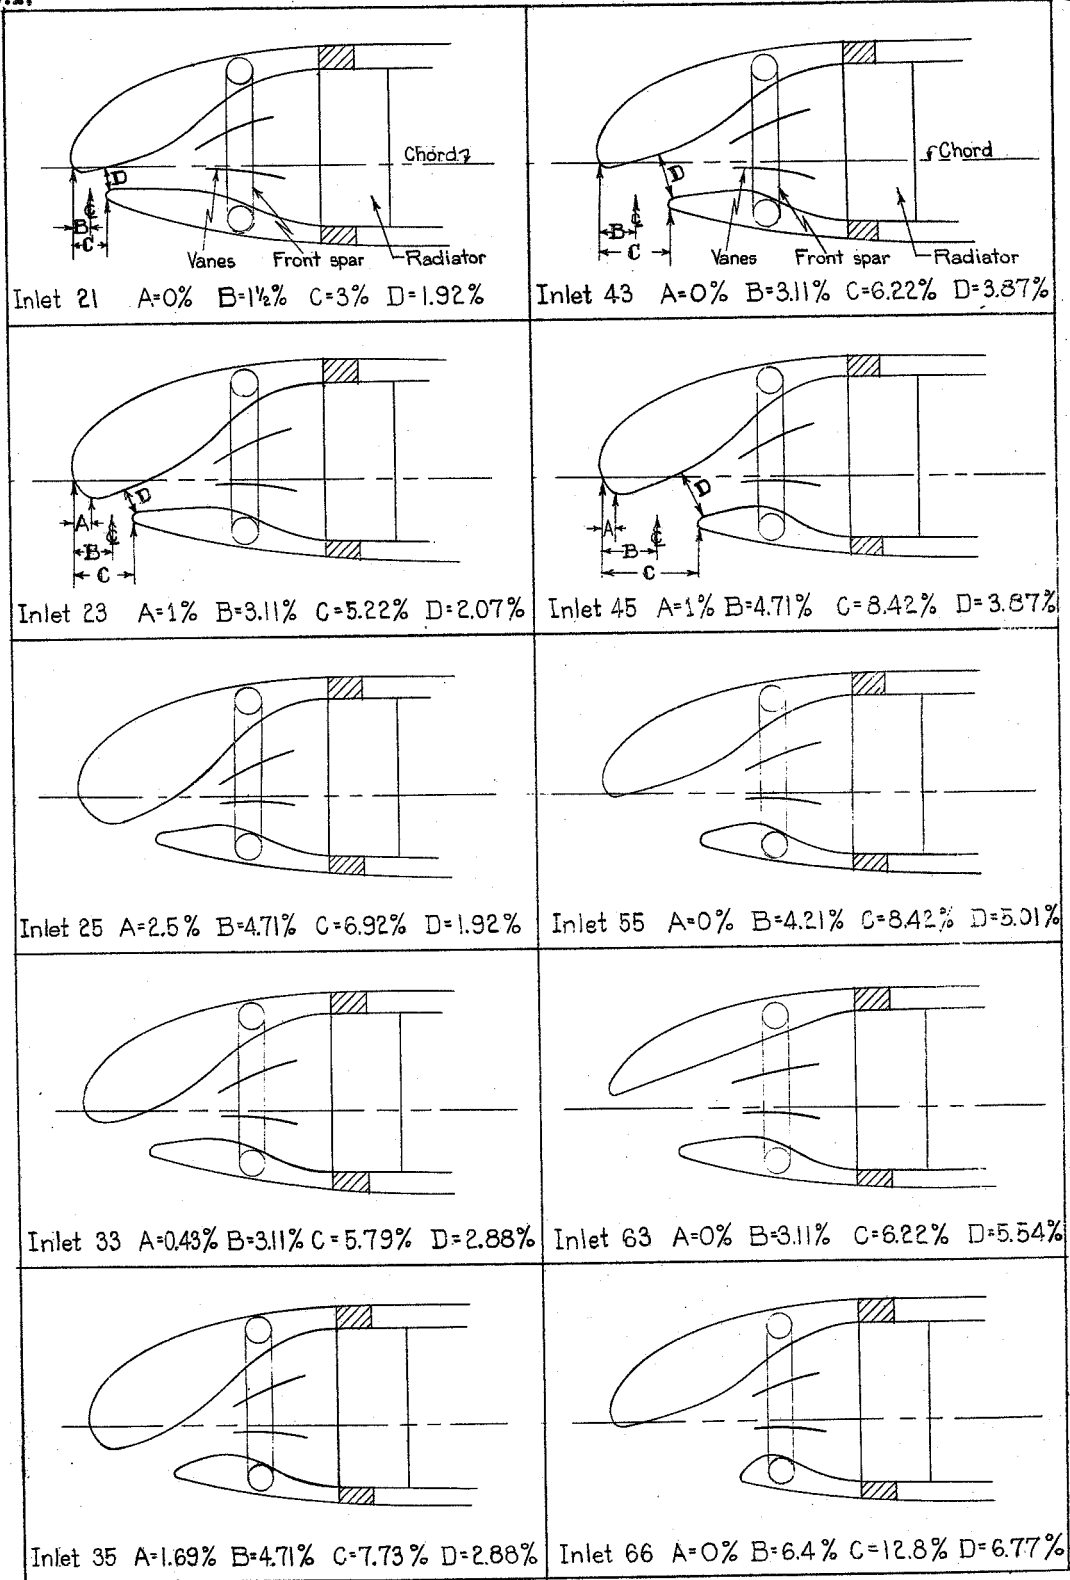 Chord
D
B
℄
C
Vanes Front spar Radiator
Inlet 21 A=0% B=1½% C=3% D=1.92%
Chord
D
B
℄
C
Vanes Front spar Radiator
Inlet 43 A=0% B=3.11% C=6.22% D=3.87%
D
A
℄
B
C
Inlet 23 A=1% B=3.11% C=5.22% D=2.07%
D
A
℄
B
C
Inlet 45 A=1% B=4.71% C=8.42% D=3.87%
Inlet 25 A=2.5% B=4.71% C=6.92% D=1.92%
Inlet 55 A=0% B=4.21% C=8.42% D=5.01%
Inlet 33 A=0.43% B=3.11% C=5.79% D=2.88%
Inlet 63 A=0% B=3.11% C=6.22% D=5.54%
Inlet 35 A=1.69% B=4.71% C=7.73% D=2.88%
Inlet 66 A=0% B=6.4% C=12.8% D=6.77%